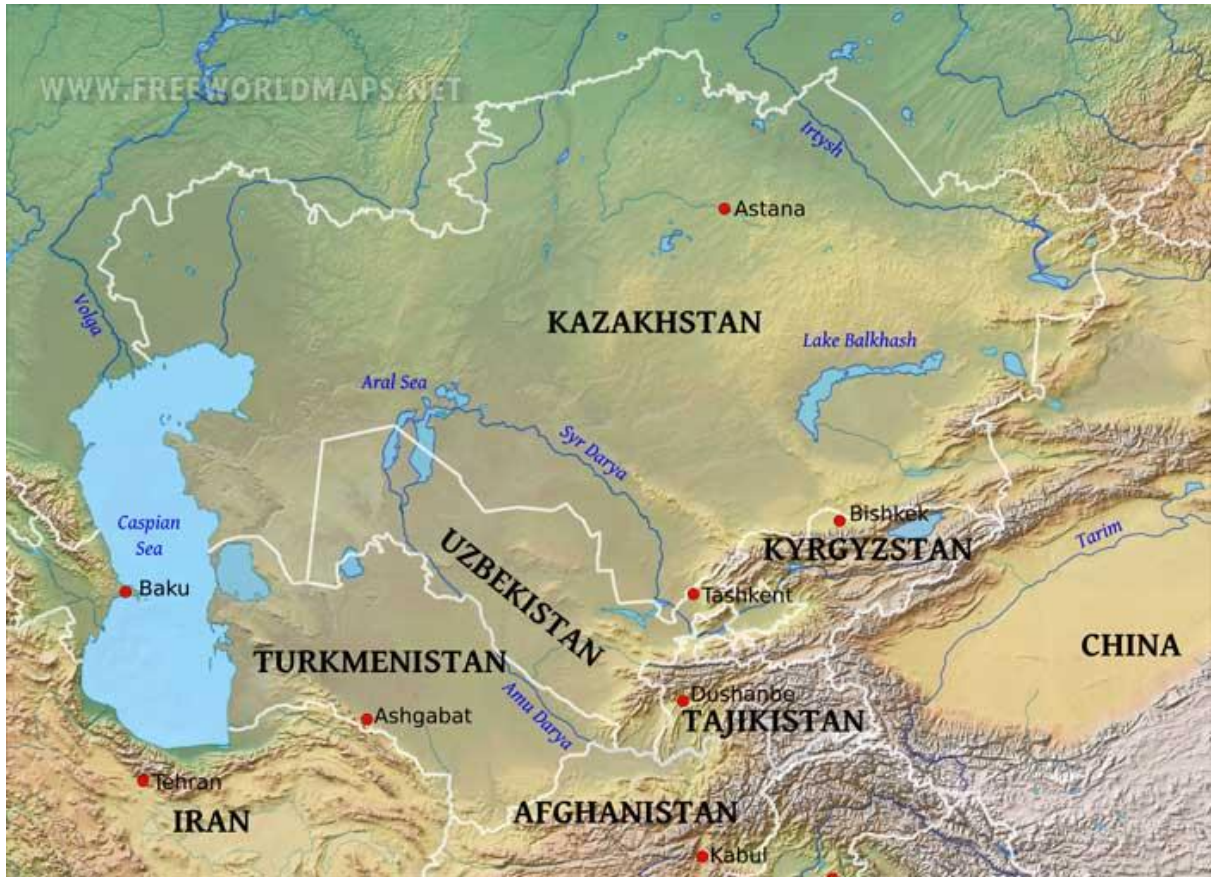 WWW.FREEWORLDMAPS.NET
Irtysh
Astana
Volga
KAZAKHSTAN
Lake Balkhash
Aral Sea
Syr Darya
Caspian
Sea
Bishkek
KYRGYZSTAN
Tarim
UZBEKISTAN
Baku
Tashkent
CHINA
TURKMENISTAN
Dushanbe
TAJIKISTAN
Amu Darya
Ashgabat
Tehran
IRAN
AFGHANISTAN
Kabul